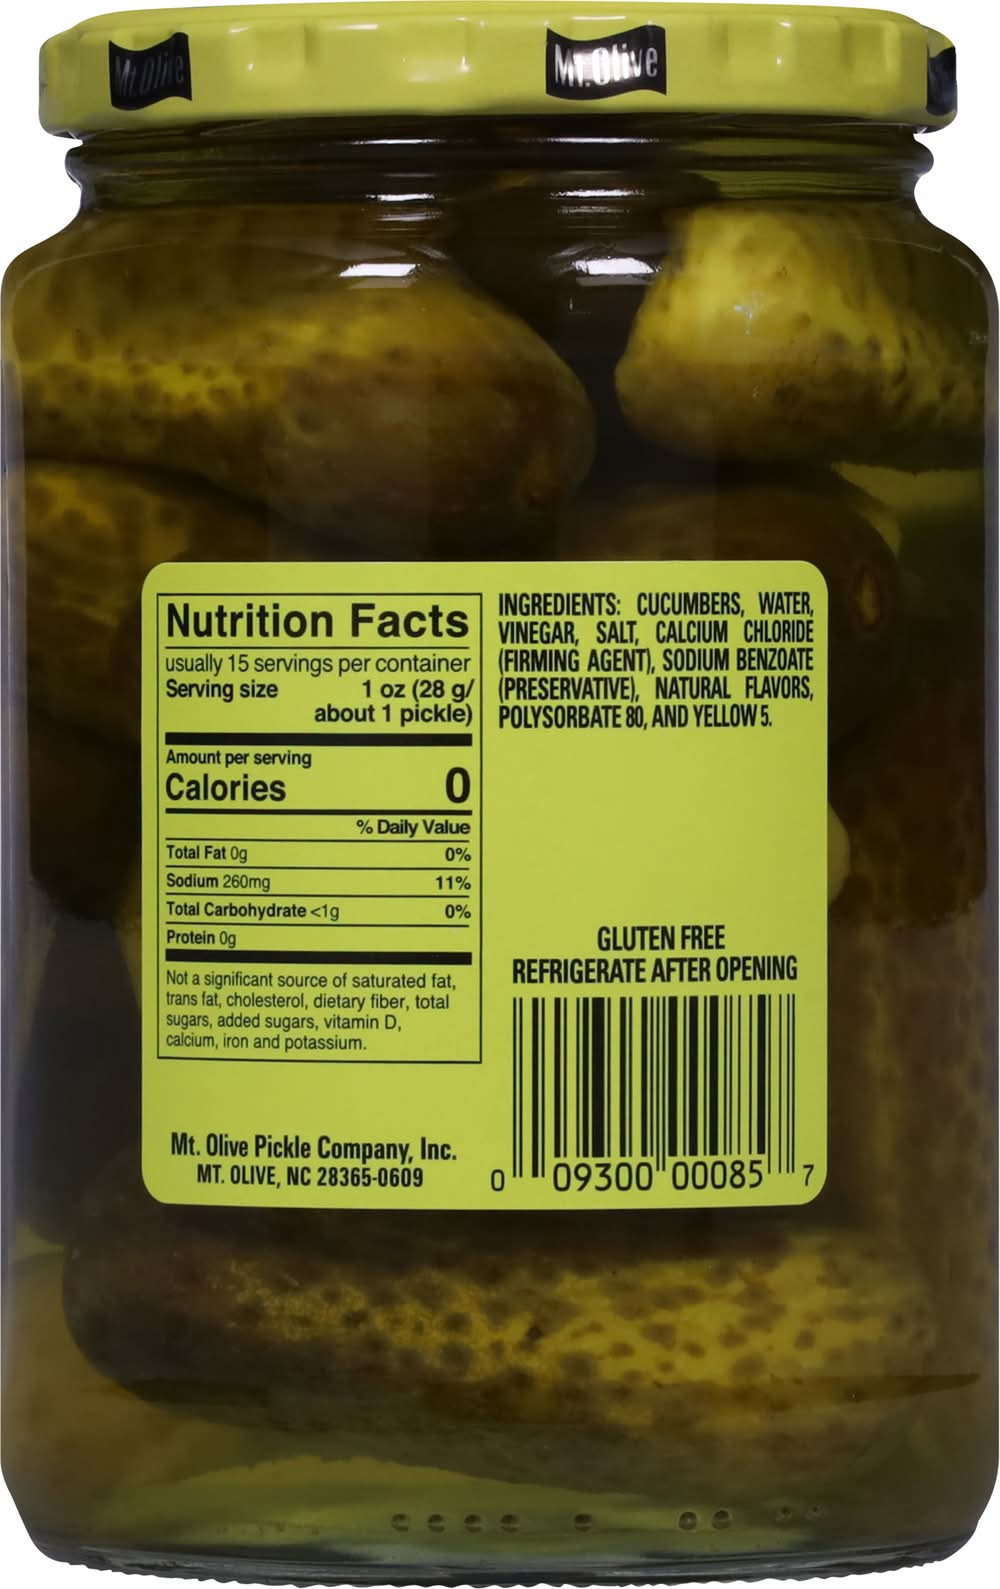 Mt.Olive
Mt.Olive
Nutrition Facts
usually 15 servings per container
Serving size 1 oz (28 g/
about 1 pickle)
Amount per serving
Calories 0
% Daily Value
Total Fat 0g 0%
Sodium 260mg 11%
Total Carbohydrate <1g 0%
Protein 0g
Not a significant source of saturated fat,
trans fat, cholesterol, dietary fiber, total
sugars, added sugars, vitamin D,
calcium, iron and potassium.
Mt. Olive Pickle Company, Inc.
MT. OLIVE, NC 28365-0609
INGREDIENTS: CUCUMBERS, WATER,
VINEGAR, SALT, CALCIUM CHLORIDE
(FIRMING AGENT), SODIUM BENZOATE
(PRESERVATIVE), NATURAL FLAVORS,
POLYSORBATE 80, AND YELLOW 5.
GLUTEN FREE
REFRIGERATE AFTER OPENING
0 09300 00085 7